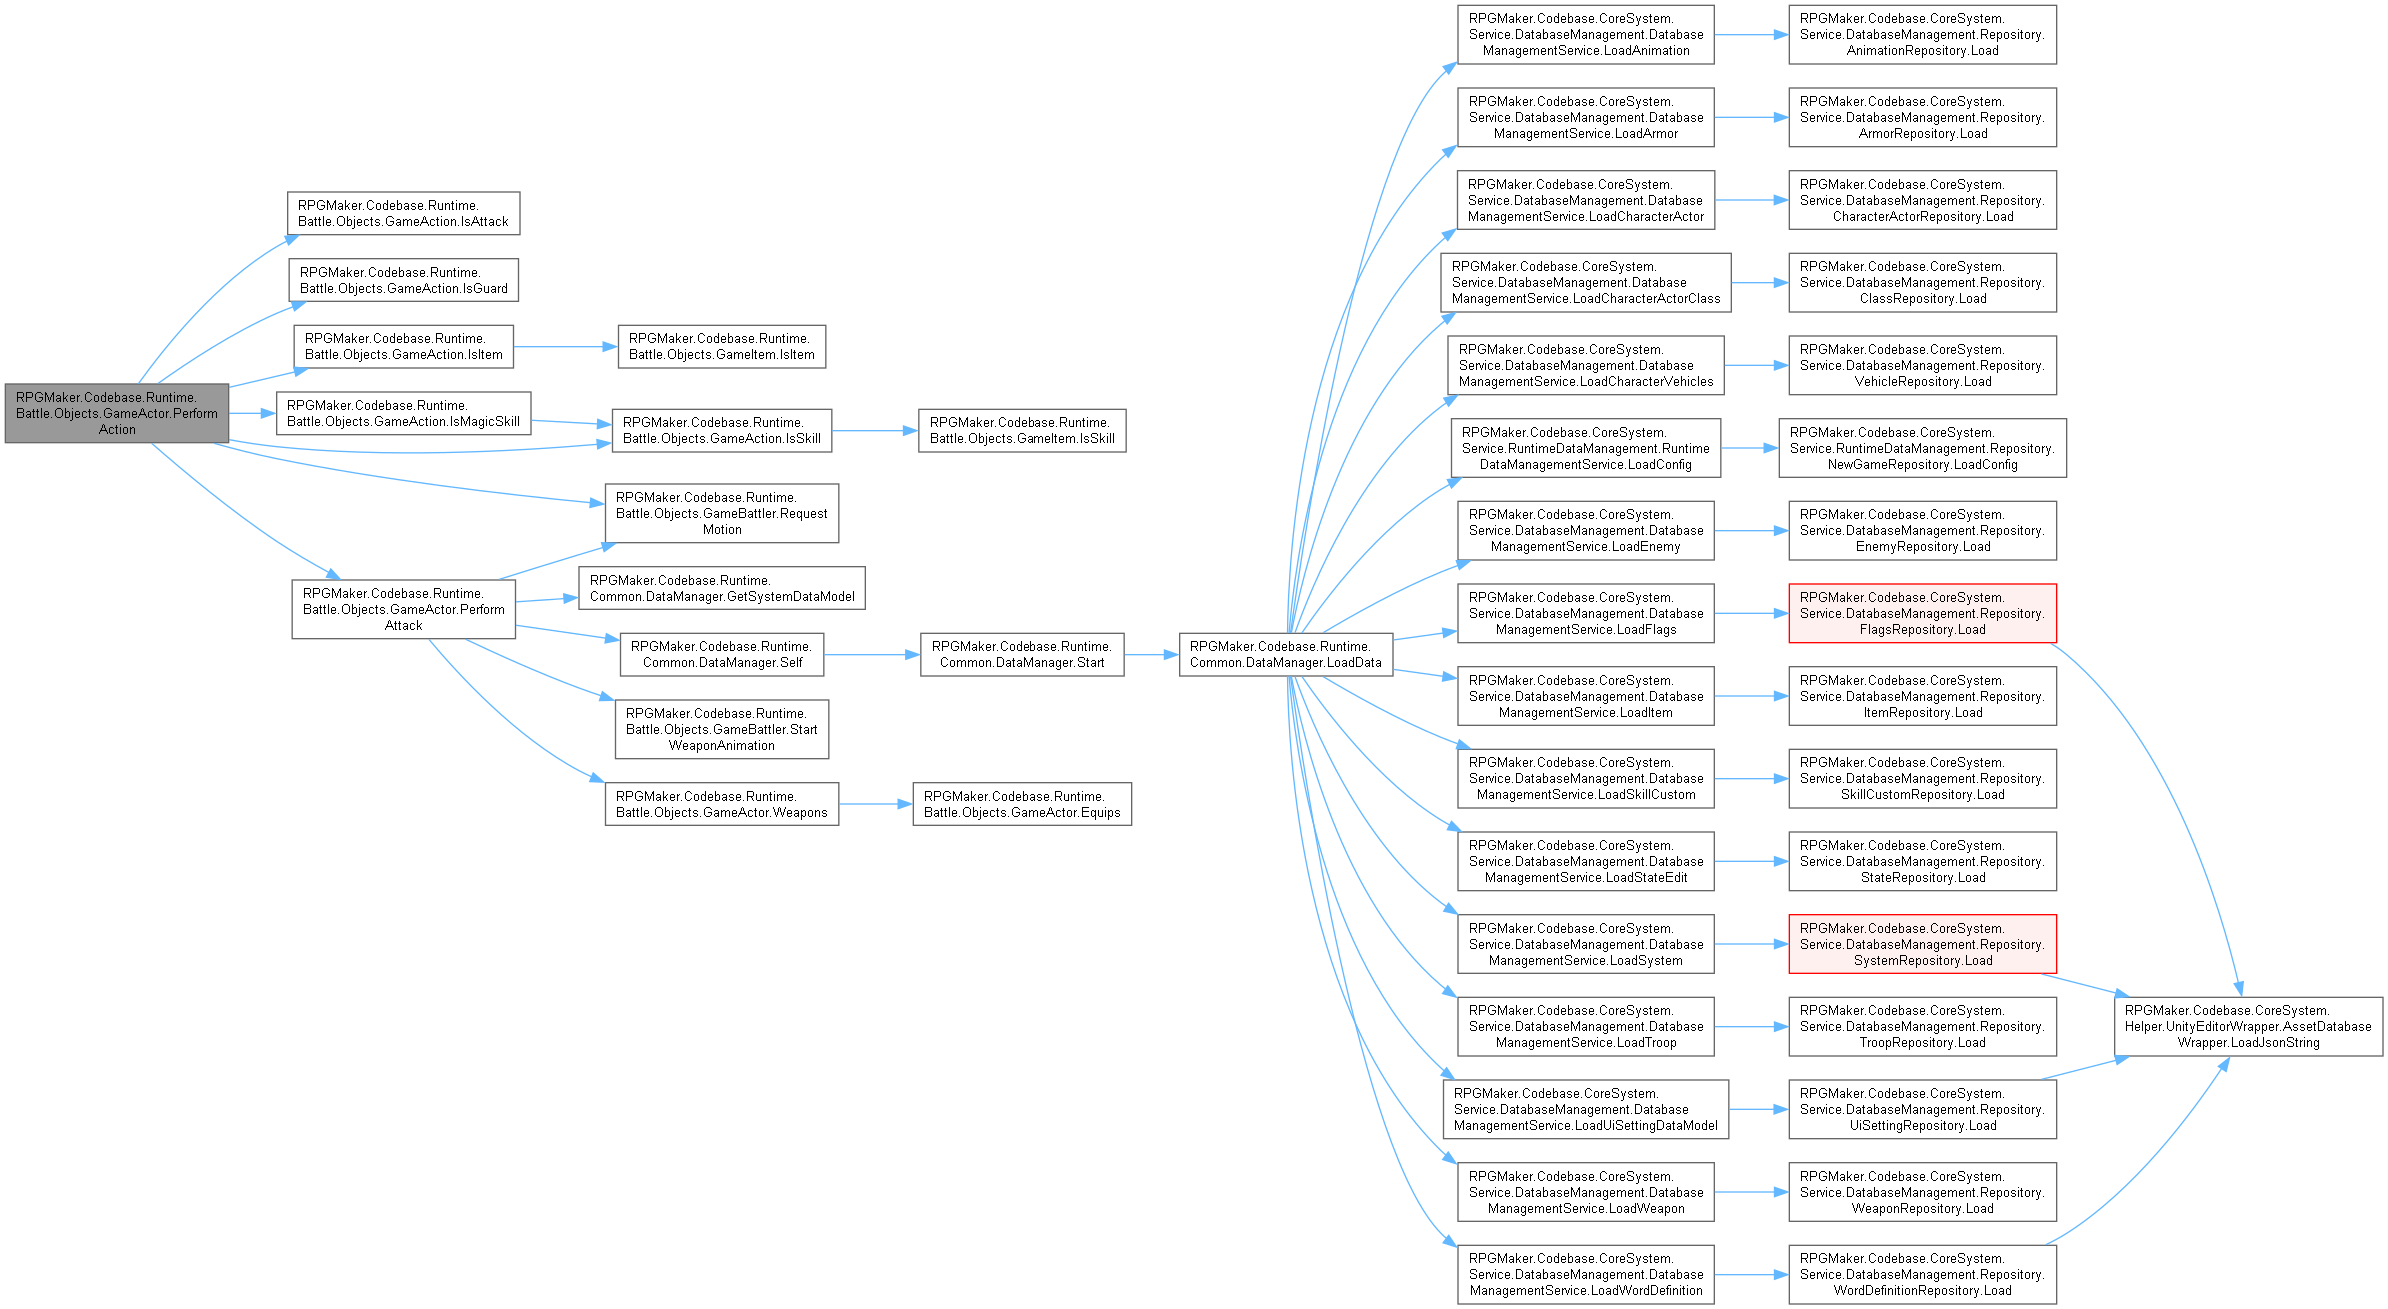 RPGMaker.Codebase.Runtime.
Battle.Objects.GameActor.Perform
Action
RPGMaker.Codebase.Runtime.
Battle.Objects.GameAction.IsAttack
RPGMaker.Codebase.Runtime.
Battle.Objects.GameAction.IsGuard
RPGMaker.Codebase.Runtime.
Battle.Objects.GameAction.IsItem
RPGMaker.Codebase.Runtime.
Battle.Objects.GameAction.IsMagicSkill
RPGMaker.Codebase.Runtime.
Battle.Objects.GameActor.Perform
Attack
RPGMaker.Codebase.Runtime.
Battle.Objects.GameItem.IsItem
RPGMaker.Codebase.Runtime.
Battle.Objects.GameAction.IsSkill
RPGMaker.Codebase.Runtime.
Battle.Objects.GameBattler.Request
Motion
RPGMaker.Codebase.Runtime.
Common.DataManager.GetSystemDataModel
RPGMaker.Codebase.Runtime.
Common.DataManager.Self
RPGMaker.Codebase.Runtime.
Battle.Objects.GameBattler.Start
WeaponAnimation
RPGMaker.Codebase.Runtime.
Battle.Objects.GameActor.Weapons
RPGMaker.Codebase.Runtime.
Battle.Objects.GameItem.IsSkill
RPGMaker.Codebase.Runtime.
Common.DataManager.Start
RPGMaker.Codebase.Runtime.
Battle.Objects.GameActor.Equips
RPGMaker.Codebase.Runtime.
Common.DataManager.LoadData
RPGMaker.Codebase.CoreSystem.
Service.DatabaseManagement.Database
ManagementService.LoadAnimation
RPGMaker.Codebase.CoreSystem.
Service.DatabaseManagement.Database
ManagementService.LoadArmor
RPGMaker.Codebase.CoreSystem.
Service.DatabaseManagement.Database
ManagementService.LoadCharacterActor
RPGMaker.Codebase.CoreSystem.
Service.DatabaseManagement.Database
ManagementService.LoadCharacterActorClass
RPGMaker.Codebase.CoreSystem.
Service.DatabaseManagement.Database
ManagementService.LoadCharacterVehicles
RPGMaker.Codebase.CoreSystem.
Service.RuntimeDataManagement.Runtime
DataManagementService.LoadConfig
RPGMaker.Codebase.CoreSystem.
Service.DatabaseManagement.Database
ManagementService.LoadEnemy
RPGMaker.Codebase.CoreSystem.
Service.DatabaseManagement.Database
ManagementService.LoadFlags
RPGMaker.Codebase.CoreSystem.
Service.DatabaseManagement.Database
ManagementService.LoadItem
RPGMaker.Codebase.CoreSystem.
Service.DatabaseManagement.Database
ManagementService.LoadSkillCustom
RPGMaker.Codebase.CoreSystem.
Service.DatabaseManagement.Database
ManagementService.LoadStateEdit
RPGMaker.Codebase.CoreSystem.
Service.DatabaseManagement.Database
ManagementService.LoadSystem
RPGMaker.Codebase.CoreSystem.
Service.DatabaseManagement.Database
ManagementService.LoadTroop
RPGMaker.Codebase.CoreSystem.
Service.DatabaseManagement.Database
ManagementService.LoadUiSettingDataModel
RPGMaker.Codebase.CoreSystem.
Service.DatabaseManagement.Database
ManagementService.LoadWeapon
RPGMaker.Codebase.CoreSystem.
Service.DatabaseManagement.Database
ManagementService.LoadWordDefinition
RPGMaker.Codebase.CoreSystem.
Service.DatabaseManagement.Repository.
AnimationRepository.Load
RPGMaker.Codebase.CoreSystem.
Service.DatabaseManagement.Repository.
ArmorRepository.Load
RPGMaker.Codebase.CoreSystem.
Service.DatabaseManagement.Repository.
CharacterActorRepository.Load
RPGMaker.Codebase.CoreSystem.
Service.DatabaseManagement.Repository.
ClassRepository.Load
RPGMaker.Codebase.CoreSystem.
Service.DatabaseManagement.Repository.
VehicleRepository.Load
RPGMaker.Codebase.CoreSystem.
Service.RuntimeDataManagement.Repository.
NewGameRepository.LoadConfig
RPGMaker.Codebase.CoreSystem.
Service.DatabaseManagement.Repository.
EnemyRepository.Load
RPGMaker.Codebase.CoreSystem.
Service.DatabaseManagement.Repository.
FlagsRepository.Load
RPGMaker.Codebase.CoreSystem.
Service.DatabaseManagement.Repository.
ItemRepository.Load
RPGMaker.Codebase.CoreSystem.
Service.DatabaseManagement.Repository.
SkillCustomRepository.Load
RPGMaker.Codebase.CoreSystem.
Service.DatabaseManagement.Repository.
StateRepository.Load
RPGMaker.Codebase.CoreSystem.
Service.DatabaseManagement.Repository.
SystemRepository.Load
RPGMaker.Codebase.CoreSystem.
Service.DatabaseManagement.Repository.
TroopRepository.Load
RPGMaker.Codebase.CoreSystem.
Service.DatabaseManagement.Repository.
UiSettingRepository.Load
RPGMaker.Codebase.CoreSystem.
Service.DatabaseManagement.Repository.
WeaponRepository.Load
RPGMaker.Codebase.CoreSystem.
Service.DatabaseManagement.Repository.
WordDefinitionRepository.Load
RPGMaker.Codebase.CoreSystem.
Helper.UnityEditorWrapper.AssetDatabase
Wrapper.LoadJsonString